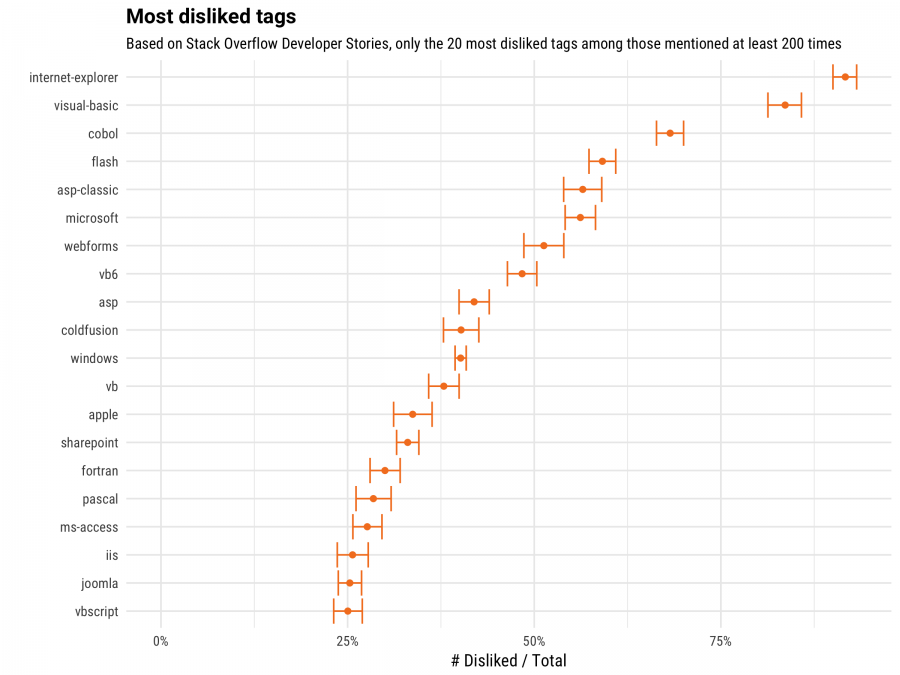 Most disliked tags
Based on Stack Overflow Developer Stories, only the 20 most disliked tags among those mentioned at least 200 times
internet-explorer
visual-basic
cobol
flash
asp-classic
microsoft
webforms
vb6
asp
coldfusion
windows
vb
apple
sharepoint
fortran
pascal
ms-access
iis
joomla
vbscript
0% 25% 50% 75%
# Disliked / Total